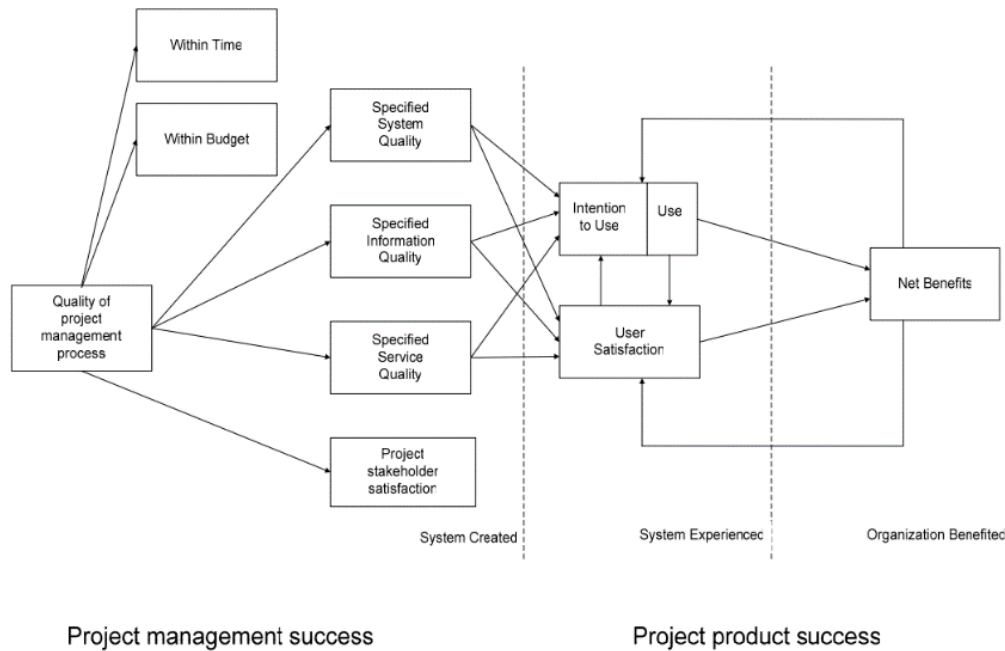 Within Time
Within Budget
Specified
System
Quality
Specified
Information
Quality
Specified
Service
Quality
Quality of
project
management
process
Project
stakeholder
satisfaction
Intention
to Use
Use
User
Satisfaction
Net Benefits
System Created
System Experienced
Organization Benefited
Project management success
Project product success